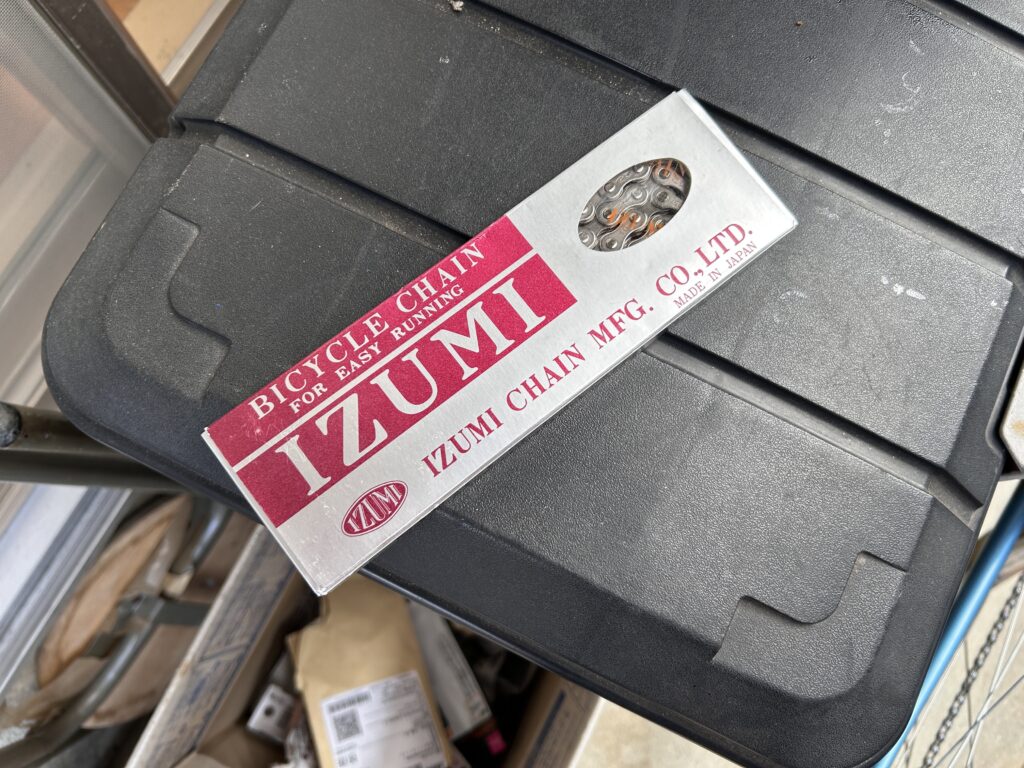 BICYCLE CHAIN
FOR EASY RUNNING
IZUMI
IZUMI
IZUMI CHAIN MFG. CO., LTD.
MADE IN JAPAN